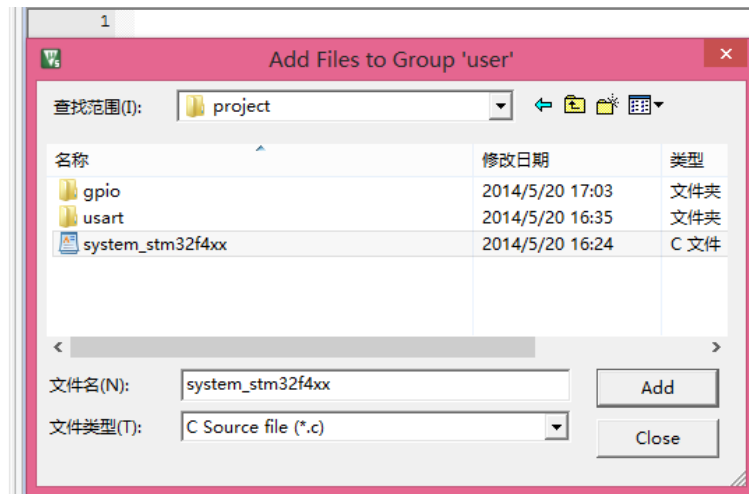 1
Add Files to Group 'user'
查找范围(I): project
名称 修改日期 类型
gpio 2014/5/20 17:03 文件夹
usart 2014/5/20 16:35 文件夹
system_stm32f4xx 2014/5/20 16:24 C 文件
文件名(N): system_stm32f4xx Add
文件类型(T): C Source file (*.c) Close